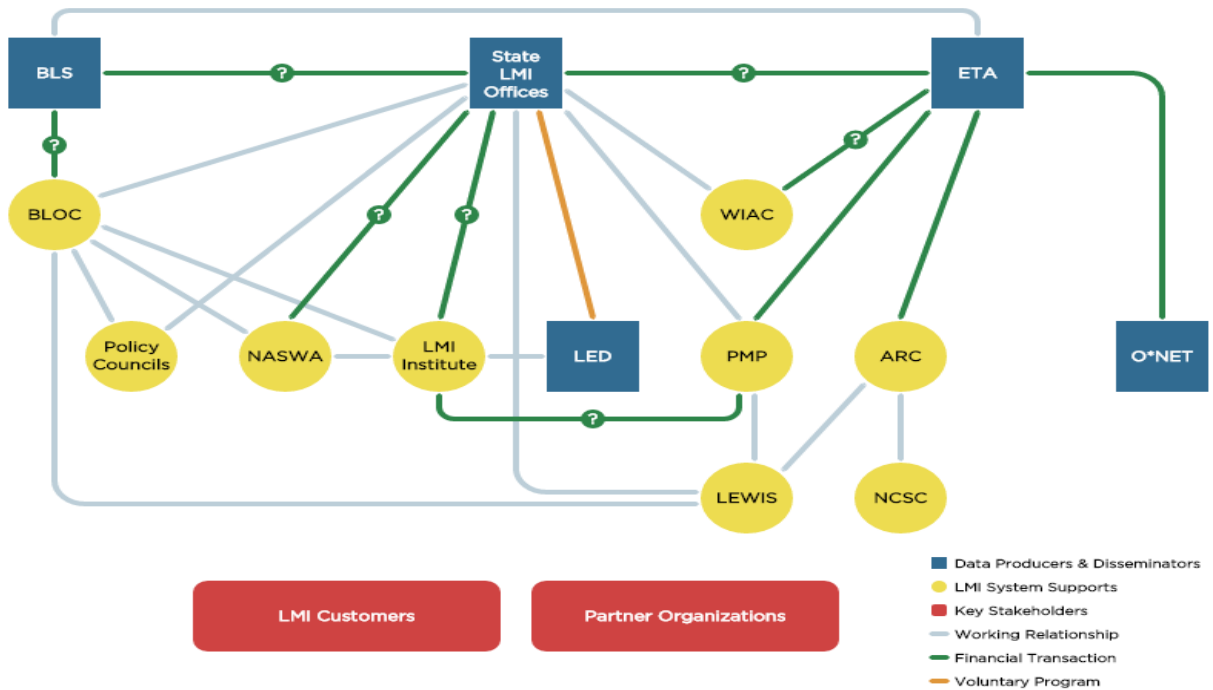 BLS
?
State
LMI
Offices
?
ETA
?
?
BLOC
?
?
WIAC
Policy
Councils
NASWA
LMI
Institute
LED
PMP
ARC
O*NET
?
LEWIS
NCSC
LMI Customers
Partner Organizations
Data Producers & Disseminators
LMI System Supports
Key Stakeholders
Working Relationship
Financial Transaction
Voluntary Program